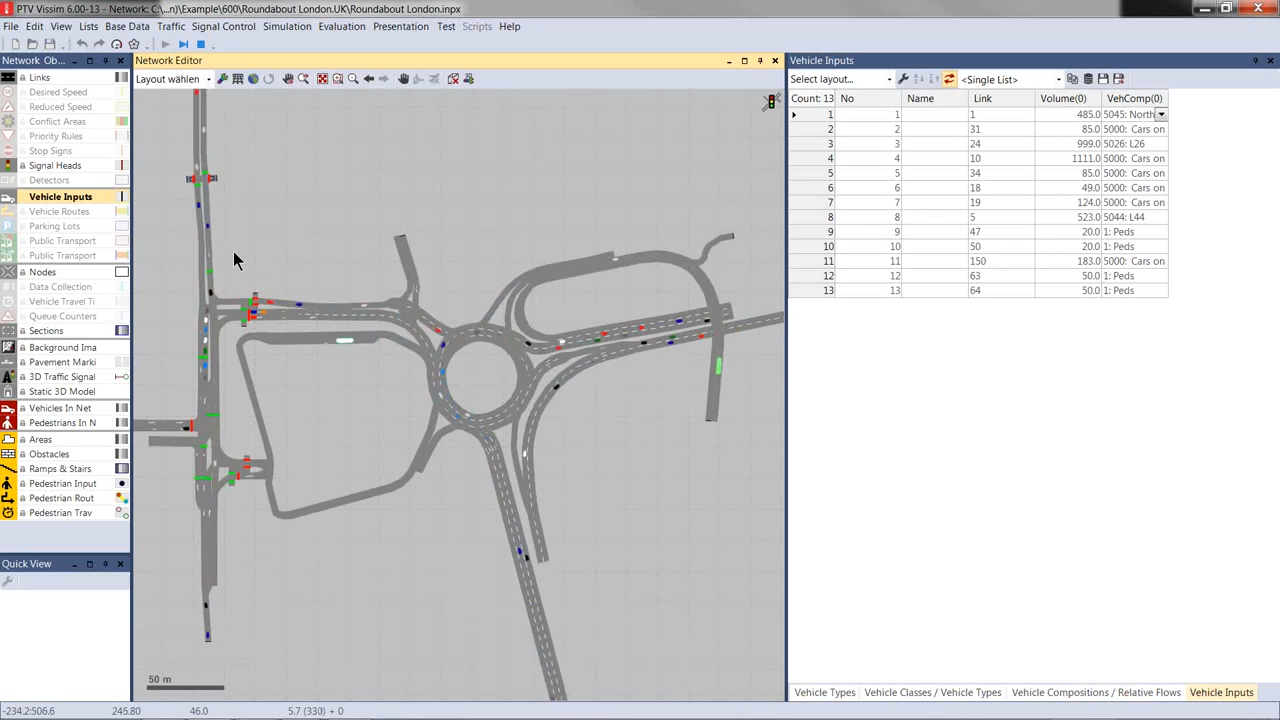 PTV Vissim 6.00-13 - Network: C:\...n)\Example\600\Roundabout London.UK\Roundabout London.inpx
File Edit View Lists Base Data Traffic Signal Control Simulation Evaluation Presentation Test Scripts Help
Network Ob...
Links
Desired Speed
Reduced Speed
Conflict Areas
Priority Rules
Stop Signs
Signal Heads
Detectors
Vehicle Inputs
Vehicle Routes
Parking Lots
Public Transport
Public Transport
Nodes
Data Collection
Vehicle Travel Ti
Queue Counters
Sections
Background Ima
Pavement Marki
3D Traffic Signal
Static 3D Model
Vehicles In Net
Pedestrians In N
Areas
Obstacles
Ramps & Stairs
Pedestrian Input
Pedestrian Rout
Pedestrian Trav
Quick View
Network Editor
Layout wählen
50 m
Vehicle Inputs
Select layout... <Single List>
Count: 13 No Name Link Volume(0) VehComp(0)
1 1 1 485.0 5045: North
2 2 31 85.0 5000: Cars on
3 3 24 999.0 5026: L26
4 4 10 1111.0 5000: Cars on
5 5 34 85.0 5000: Cars on
6 6 18 49.0 5000: Cars on
7 7 19 124.0 5000: Cars on
8 8 5 523.0 5044: L44
9 9 47 20.0 1: Peds
10 10 50 20.0 1: Peds
11 11 150 183.0 5000: Cars on
12 12 63 50.0 1: Peds
13 13 64 50.0 1: Peds
Vehicle Types Vehicle Classes / Vehicle Types Vehicle Compositions / Relative Flows Vehicle Inputs
-234.2:506.6 245.80 46.0 5.7 (330) + 0